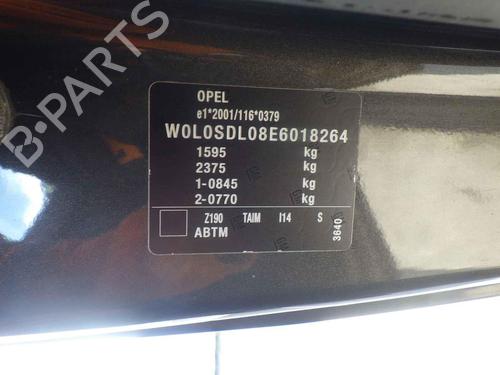 OPEL
e1*2001/116*0379
W0L0SDL08E6018264
1595 kg
2375 kg
1-0845 kg
2-0770 kg
Z190 TAIM I14 S
ABTM
3640
B-PARTS